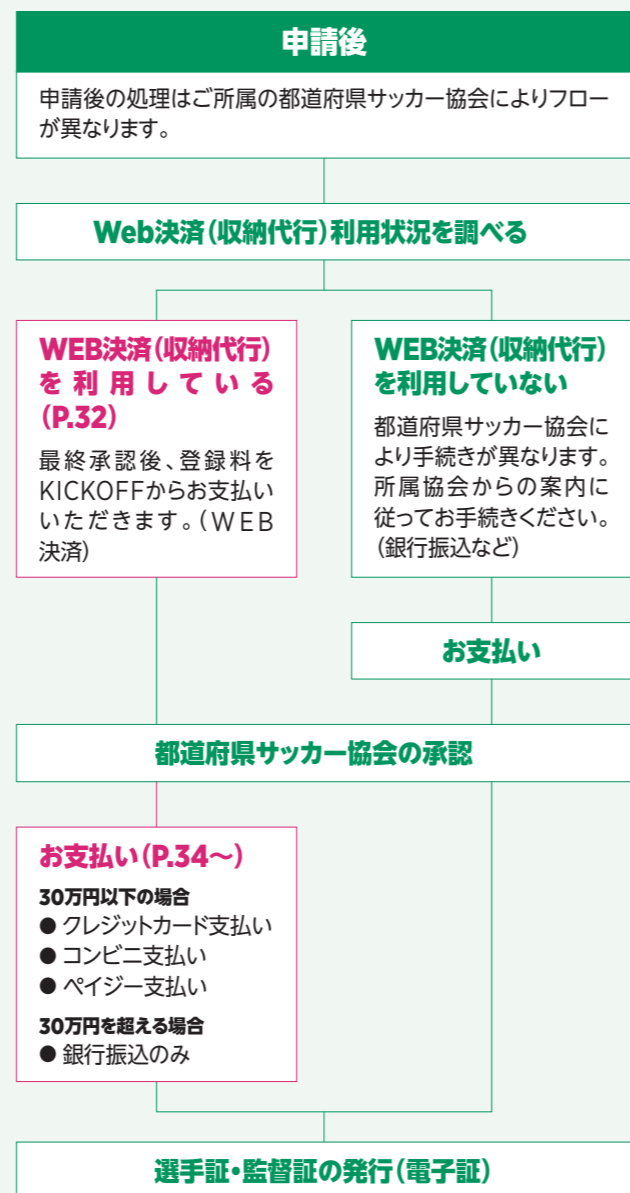 申請後
申請後の処理はご所属の都道府県サッカー協会によりフロー
が異なります。
Web決済(収納代行)利用状況を調べる
WEB決済(収納代行)
を利用している
(P.32)
最終承認後、登録料を
KICKOFFからお支払い
いただきます。(WEB
決済)
WEB決済(収納代行)
を利用していない
都道府県サッカー協会に
より手続きが異なります。
所属協会からの案内に
従ってお手続きください。
(銀行振込など)
お支払い
都道府県サッカー協会の承認
お支払い(P.34〜)
30万円以下の場合
● クレジットカード支払い
● コンビニ支払い
● ペイジー支払い
30万円を超える場合
● 銀行振込のみ
選手証・監督証の発行(電子証)